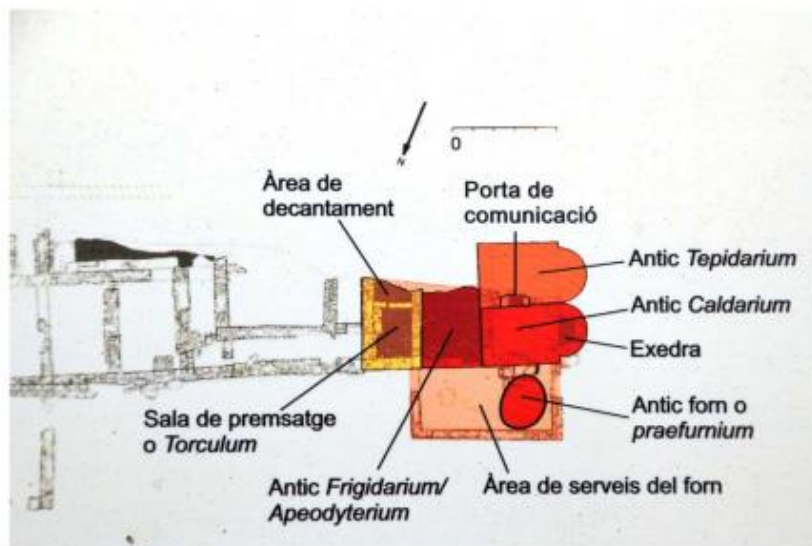 0
N
Àrea de
decantament
Porta de
comunicació
Antic Tepidarium
Antic Caldarium
Exedra
Antic forn o
praefurnium
Sala de premsatge
o Torculum
Antic Frigidarium/
Apeodyterium
Àrea de serveis del forn